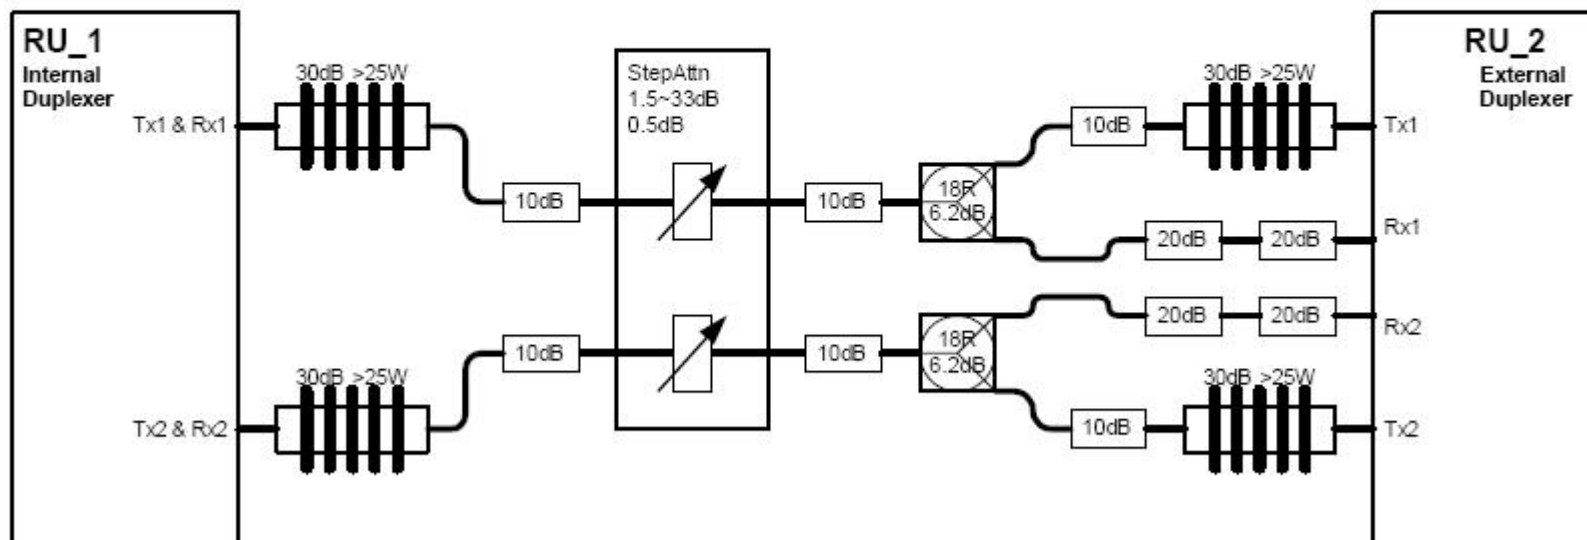 RU_1
Internal
Duplexer
30dB >25W
Tx1 & Rx1
10dB
StepAttn
1.5~33dB
0.5dB
10dB
18R
6.2dB
10dB
30dB >25W
RU_2
External
Duplexer
Tx1
20dB
20dB
Rx1
30dB >25W
Tx2 & Rx2
10dB
10dB
18R
6.2dB
20dB
20dB
Rx2
10dB
30dB >25W
Tx2